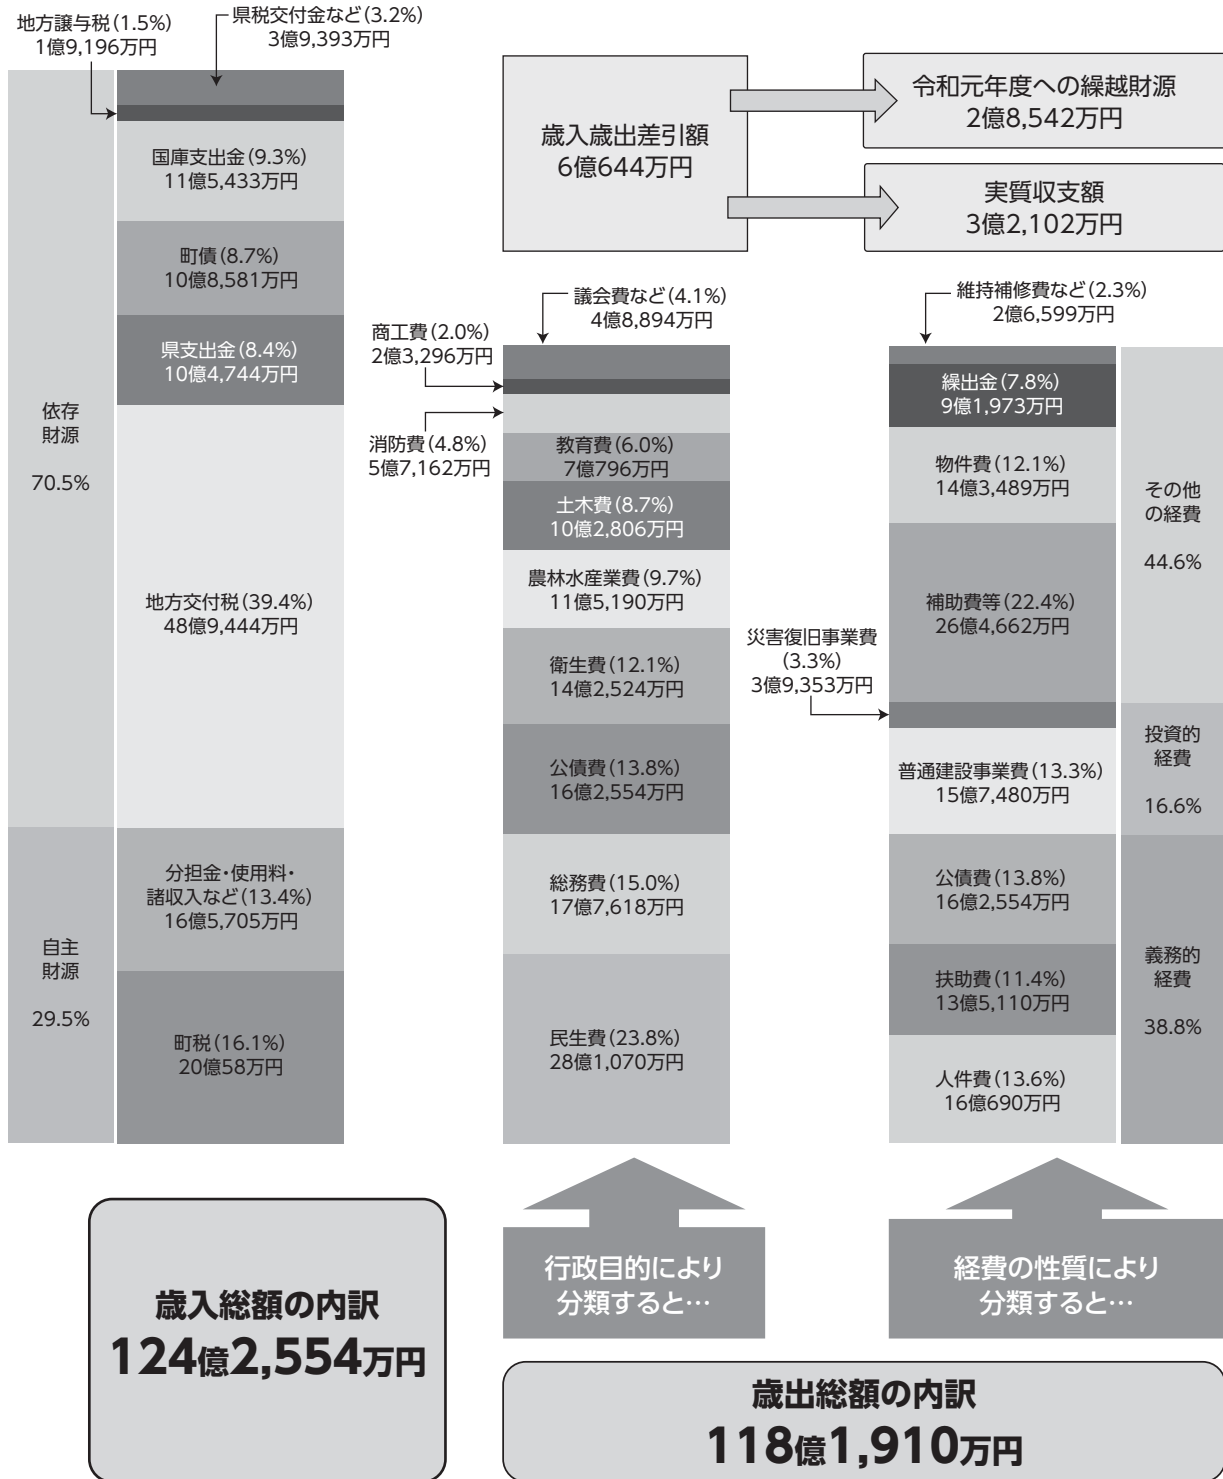 地方譲与税(1.5%)
1億9,196万円
県税交付金など(3.2%)
3億9,393万円
国庫支出金(9.3%)
11億5,433万円
町債(8.7%)
10億8,581万円
県支出金(8.4%)
10億4,744万円
地方交付税(39.4%)
48億9,444万円
分担金・使用料・
諸収入など(13.4%)
16億5,705万円
町税(16.1%)
20億58万円
依存
財源
70.5%
自主
財源
29.5%
歳入歳出差引額
6億644万円
令和元年度への繰越財源
2億8,542万円
実質収支額
3億2,102万円
議会費など(4.1%)
4億8,894万円
商工費(2.0%)
2億3,296万円
消防費(4.8%)
5億7,162万円
教育費(6.0%)
7億796万円
土木費(8.7%)
10億2,806万円
農林水産業費(9.7%)
11億5,190万円
衛生費(12.1%)
14億2,524万円
公債費(13.8%)
16億2,554万円
総務費(15.0%)
17億7,618万円
民生費(23.8%)
28億1,070万円
維持補修費など(2.3%)
2億6,599万円
繰出金(7.8%)
9億1,973万円
物件費(12.1%)
14億3,489万円
補助費等(22.4%)
26億4,662万円
災害復旧事業費
(3.3%)
3億9,353万円
普通建設事業費(13.3%)
15億7,480万円
公債費(13.8%)
16億2,554万円
扶助費(11.4%)
13億5,110万円
人件費(13.6%)
16億690万円
その他
の経費
44.6%
投資的
経費
16.6%
義務的
経費
38.8%
行政目的により
分類すると…
経費の性質により
分類すると…
歳入総額の内訳
124億2,554万円
歳出総額の内訳
118億1,910万円